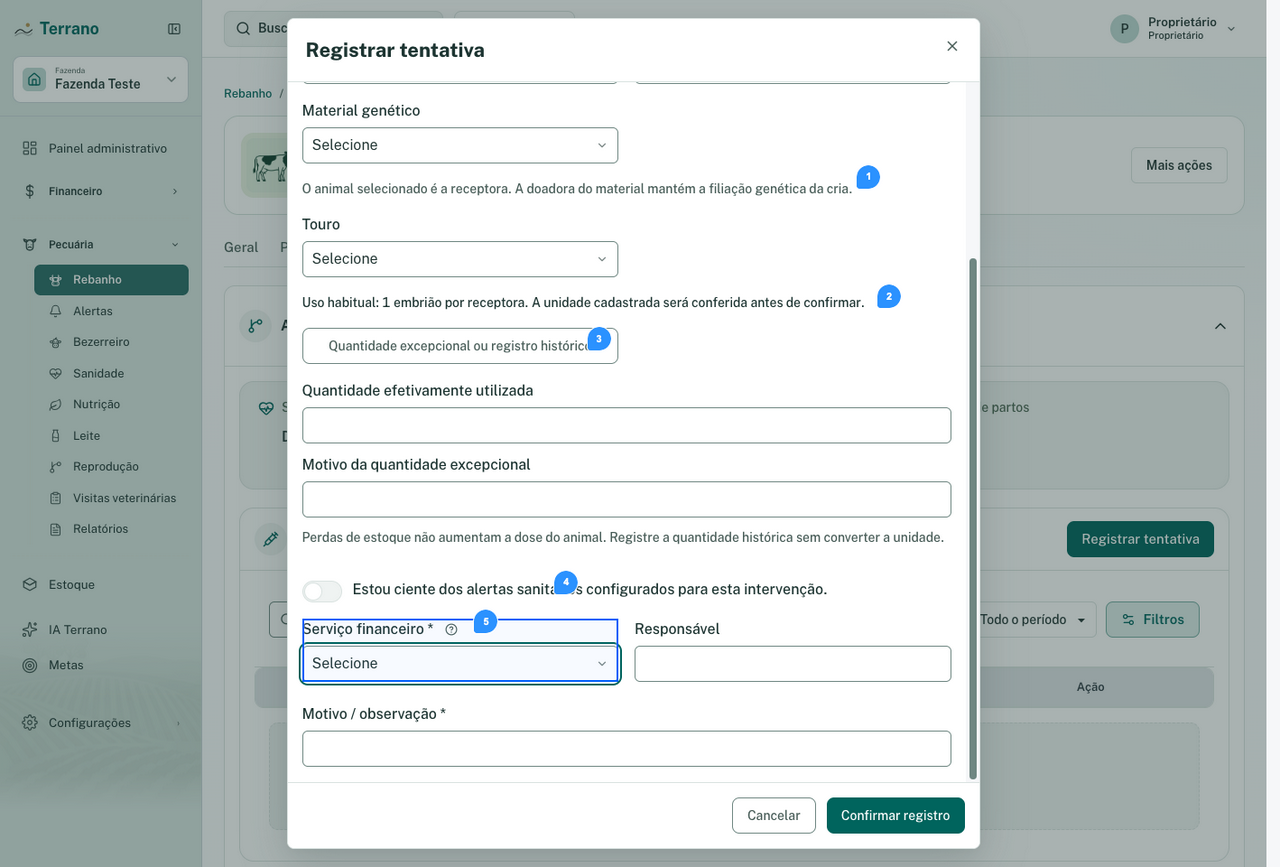 Terrano
Fazenda
Fazenda Teste
Painel administrativo
Financeiro
Pecuária
Rebanho
Alertas
Bezerreiro
Sanidade
Nutrição
Leite
Reprodução
Visitas veterinárias
Relatórios
Estoque
IA Terrano
Metas
Configurações
Busc
P
Proprietário
Proprietário
Rebanho /
Mais ações
Geral
e partos
Registrar tentativa
Todo o período
Filtros
Ação
Registrar tentativa
Material genético
Selecione
O animal selecionado é a receptora. A doadora do material mantém a filiação genética da cria.
1
Touro
Selecione
Uso habitual: 1 embrião por receptora. A unidade cadastrada será conferida antes de confirmar.
2
Quantidade excepcional ou registro histórico
3
Quantidade efetivamente utilizada
Motivo da quantidade excepcional
Perdas de estoque não aumentam a dose do animal. Registre a quantidade histórica sem converter a unidade.
4
Estou ciente dos alertas sanitários configurados para esta intervenção.
5
Serviço financeiro *
Responsável
Selecione
Motivo / observação *
Cancelar
Confirmar registro